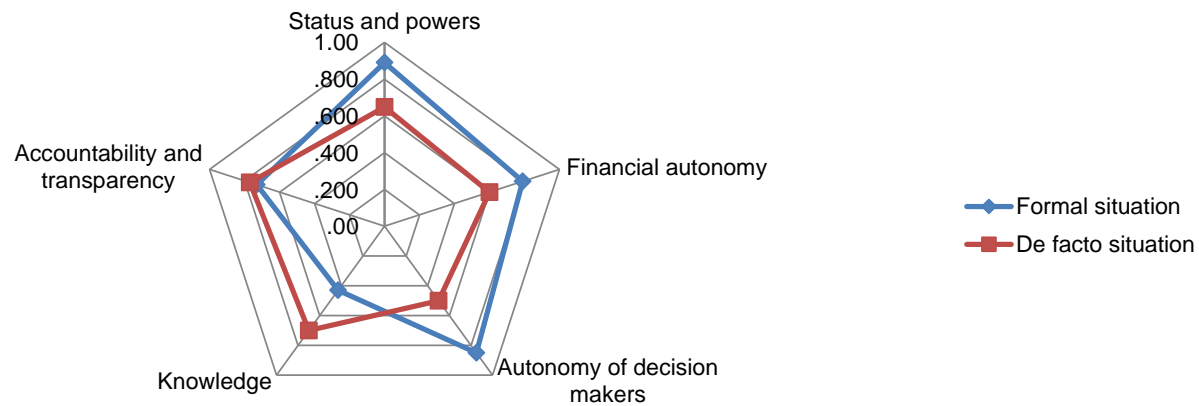 Status and powers
1.00
.800
.600
.400
.200
.00
Accountability and
transparency
Financial autonomy
Formal situation
De facto situation
Knowledge
Autonomy of decision
makers